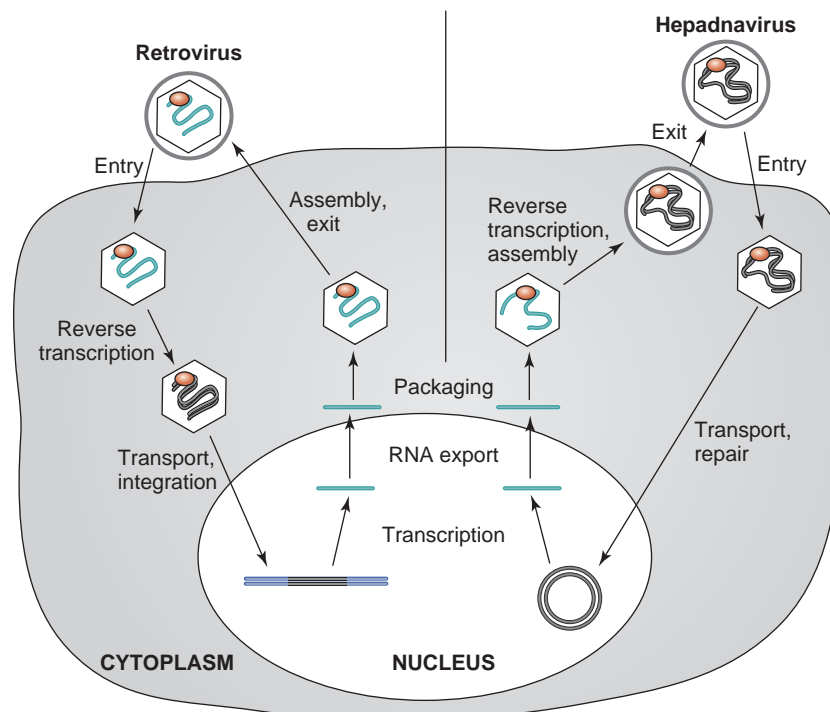 Retrovirus
Hepadnavirus
Entry
Assembly,
exit
Reverse
transcription
Transport,
integration
Exit
Entry
Reverse
transcription,
assembly
Packaging
RNA export
Transcription
Transport,
repair
CYTOPLASM
NUCLEUS